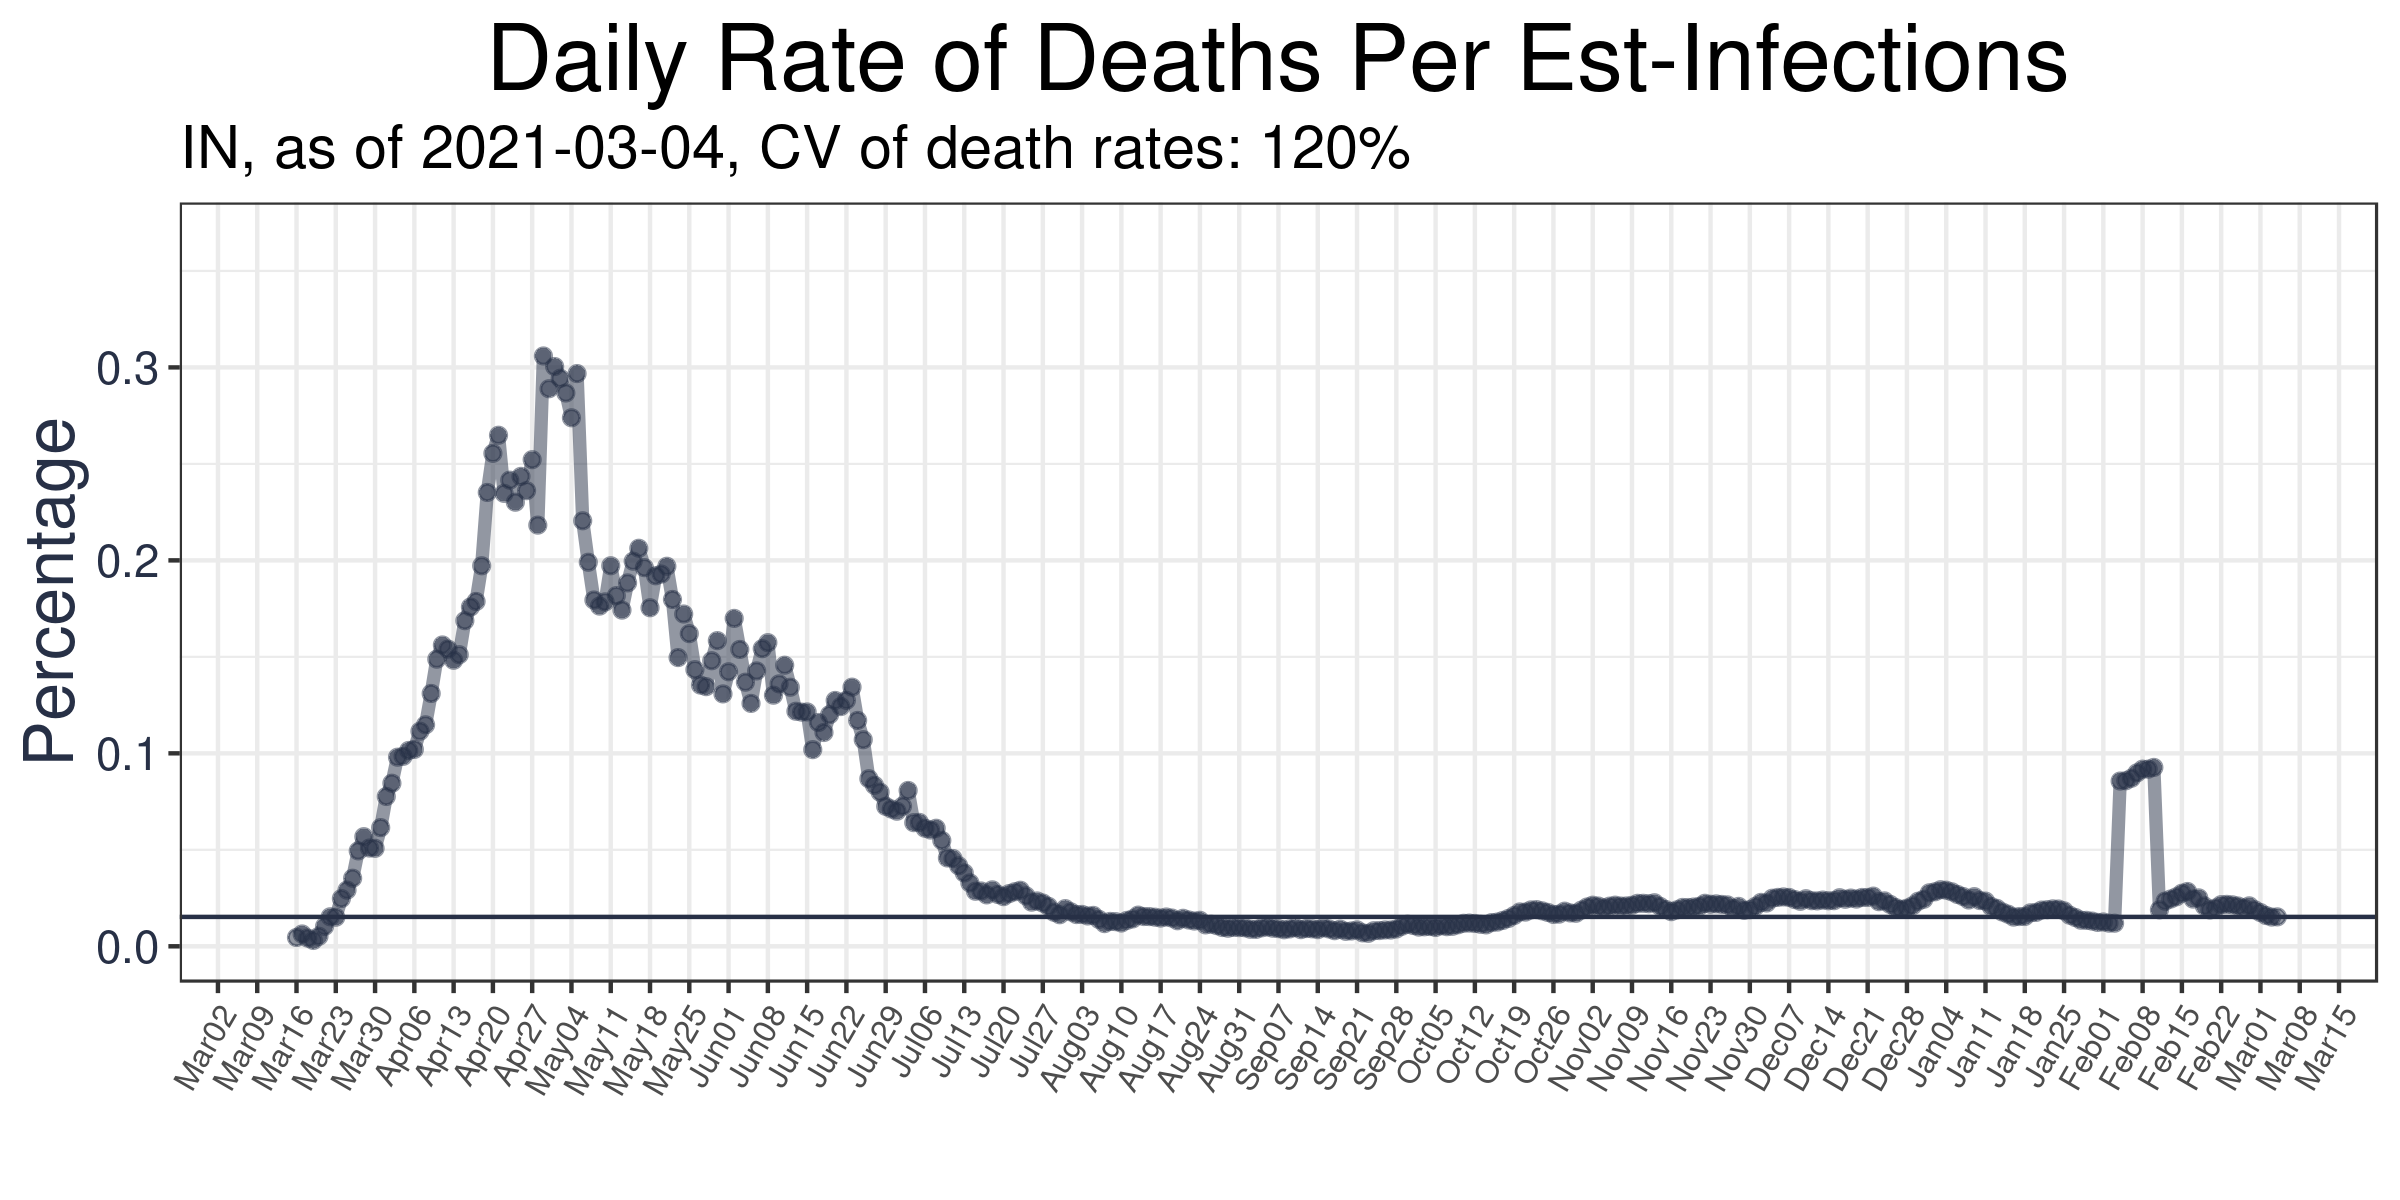 Daily Rate of Deaths Per Est-Infections
IN, as of 2021-03-04, CV of death rates: 120%
Percentage
0.3
0.2
0.1
0.0
Mar02
Mar09
Mar16
Mar23
Mar30
Apr06
Apr13
Apr20
Apr27
May04
May11
May18
May25
Jun01
Jun08
Jun15
Jun22
Jun29
Jul06
Jul13
Jul20
Jul27
Aug03
Aug10
Aug17
Aug24
Aug31
Sep07
Sep14
Sep21
Sep28
Oct05
Oct12
Oct19
Oct26
Nov02
Nov09
Nov16
Nov23
Nov30
Dec07
Dec14
Dec21
Dec28
Jan04
Jan11
Jan18
Jan25
Feb01
Feb08
Feb15
Feb22
Mar01
Mar08
Mar15